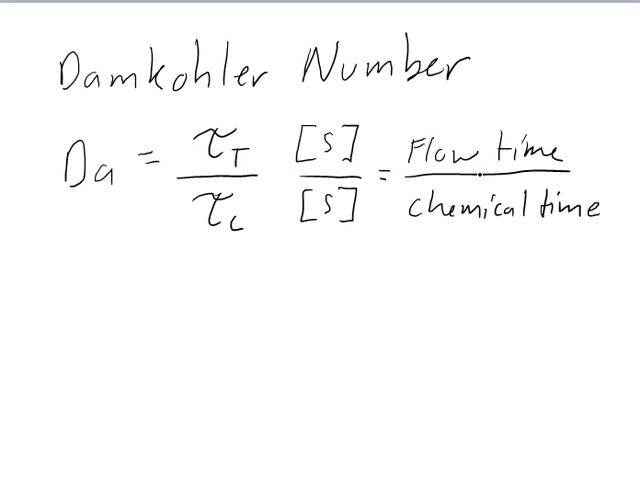 Damkohler Number
Da = τT / τc [s] / [s] = Flow time / chemical time